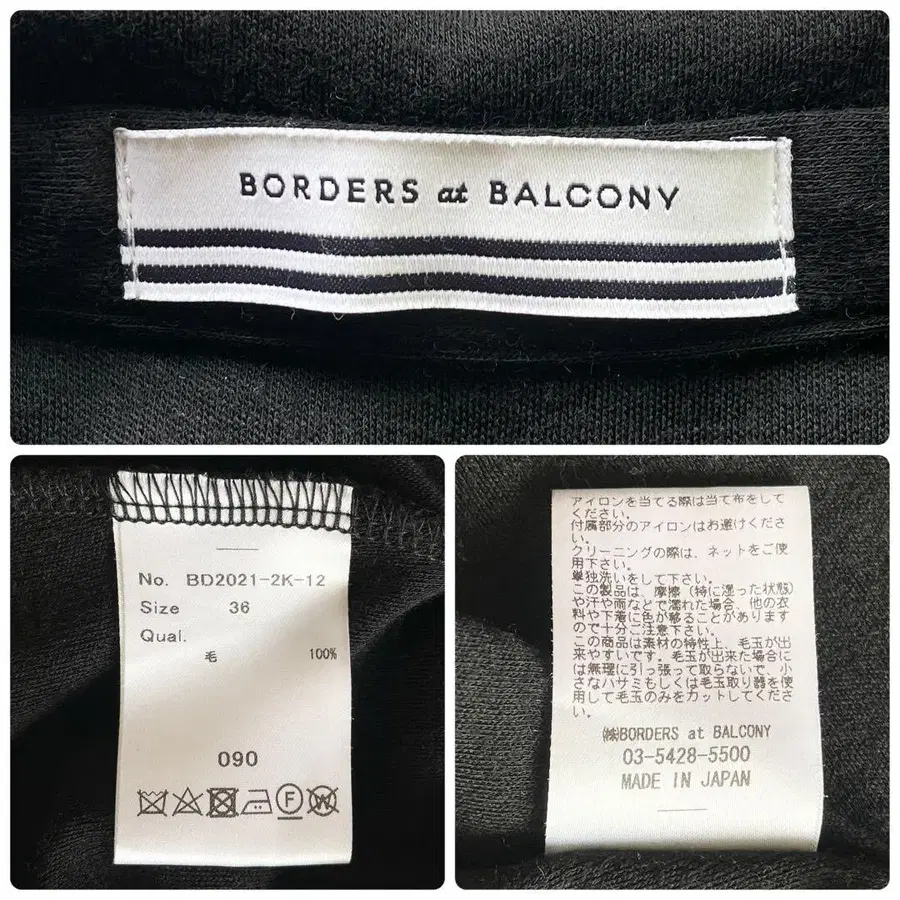 BORDERS at BALCONY
No. BD2021-2K-12
Size 36
Qual.
毛 100%
090
F
W
アイロンを当てる際は当て布をして
ください。
付属部分のアイロンはお避けくださ
い。
クリーニングの際は、ネットをご使
用下さい。
単独洗いをして下さい。
この製品は、摩擦（特に湿った状態）
や汗や雨などで濡れた場合、他の衣
料や下着に色が移ることがあります
ので十分ご注意下さい。
この商品は素材の特性上、毛玉が出
来やすいです。毛玉が出来た場合に
は無理に引っ張って取らないで、小
さなハサミもしくは毛玉取り器を使
用して毛玉のみをカットしてくださ
い。
㈱BORDERS at BALCONY
03-5428-5500
MADE IN JAPAN